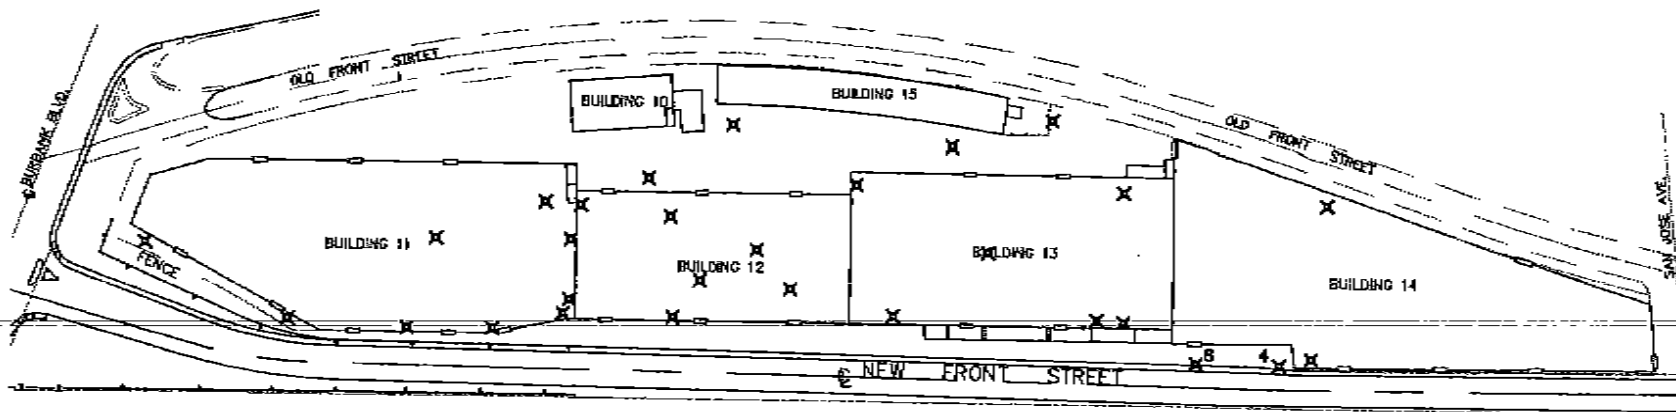 OLD FRONT STREET
BURBANK BLVD.
BUILDING 10
BUILDING 15
OLD FRONT STREET
SAN JOSE AVE.
BUILDING 11
BUILDING 12
BUILDING 13
BUILDING 14
FENCE
6
4
NEW FRONT STREET